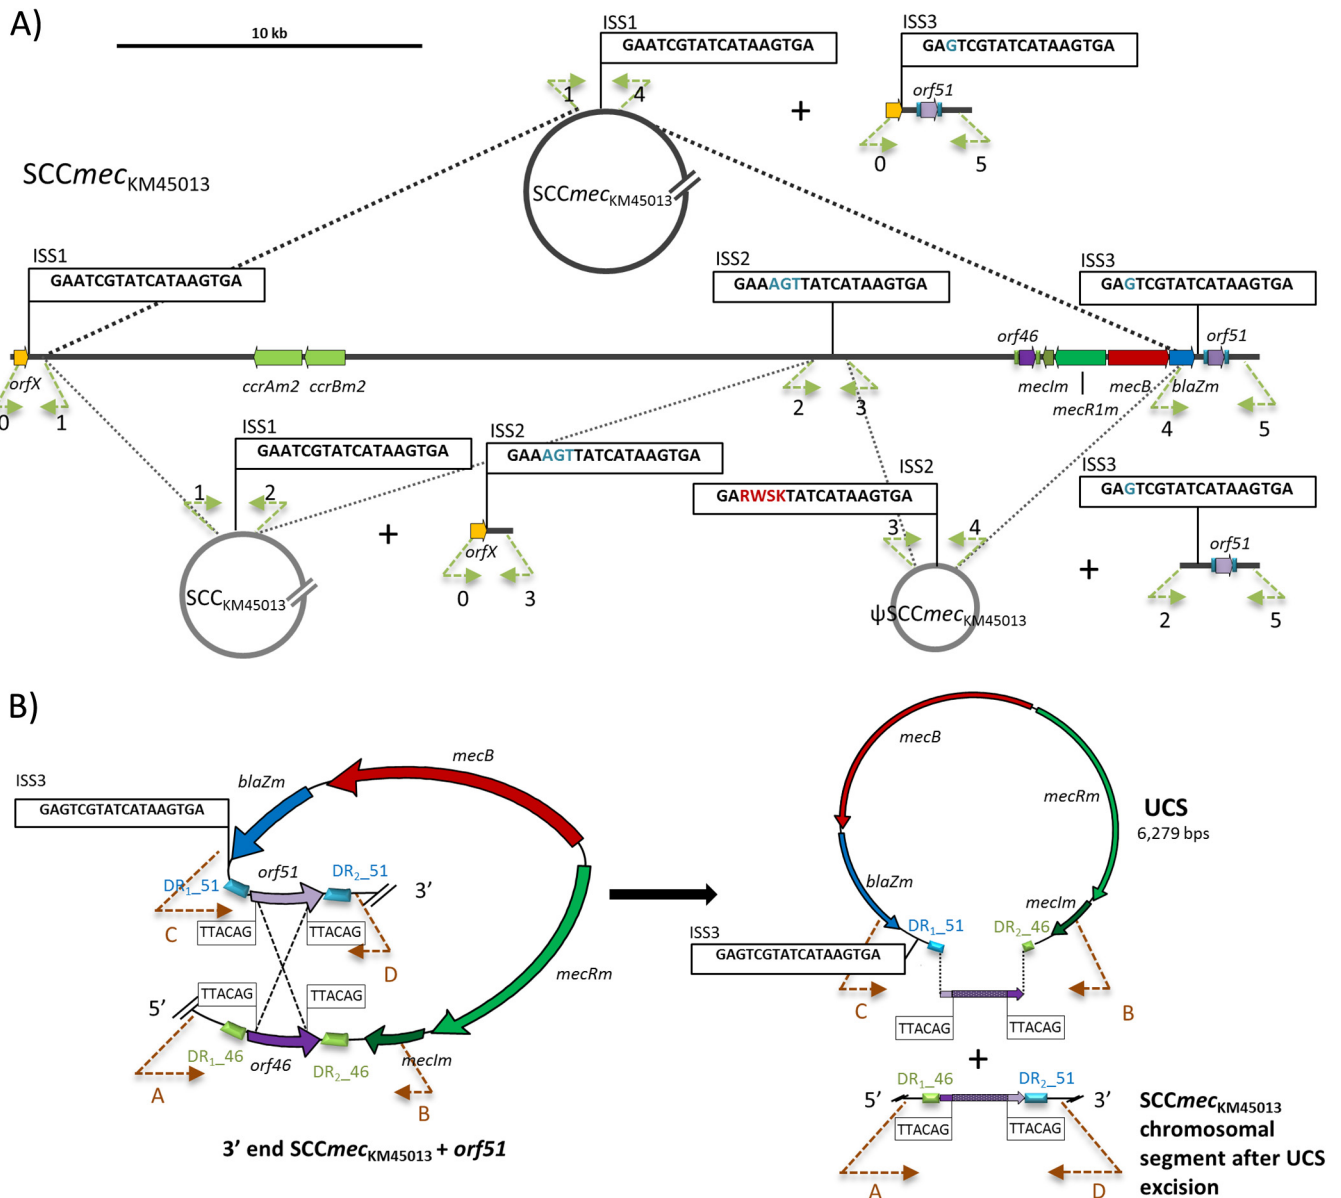 A)
10 kb
ISS1
GAATCGTATCATAAGTGA
ISS3
GAGTCGTATCATAAGTGA
1
4
+
orf51
0
5
SCCmecKM45013
SCCmecKM45013
ISS1
GAATCGTATCATAAGTGA
ISS2
GAAAGTTATCATAAGTGA
ISS3
GAGTCGTATCATAAGTGA
orfX
ccrAm2
ccrBm2
orf46
mecIm
mecR1m
mecB
blaZm
orf51
0
1
2
3
4
5
ISS1
GAATCGTATCATAAGTGA
ISS2
GAAAGTTATCATAAGTGA
ISS2
GARWSKTATCATAAGTGA
ISS3
GAGTCGTATCATAAGTGA
1
2
+
orfX
0
3
SCCKM45013
3
4
+
orf51
2
5
ψSCCmecKM45013
B)
ISS3
GAGTCGTATCATAAGTGA
blaZm
mecB
orf51
DR1_51
DR2_51
3’
C
TTACAG
TTACAG
D
mecRm
5’
TTACAG
TTACAG
DR1_46
orf46
DR2_46
mecIm
A
B
3’ end SCCmecKM45013 + orf51
mecB
mecRm
UCS
6,279 bps
blaZm
mecIm
DR1_51
DR2_46
ISS3
GAGTCGTATCATAAGTGA
C
B
TTACAG
TTACAG
+
DR1_46
DR2_51
5’
3’
TTACAG
TTACAG
A
D
SCCmecKM45013
chromosomal
segment after UCS
excision